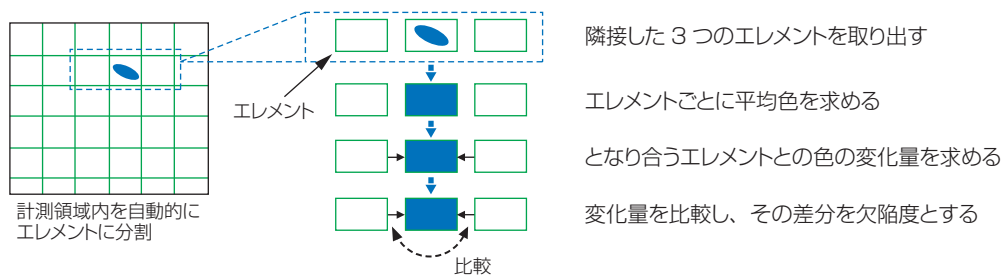 隣接した 3 つのエレメントを取り出す
エレメント
エレメントごとに平均色を求める
となり合うエレメントとの色の変化量を求める
計測領域内を自動的に
エレメントに分割
変化量を比較し、その差分を欠陥度とする
比較